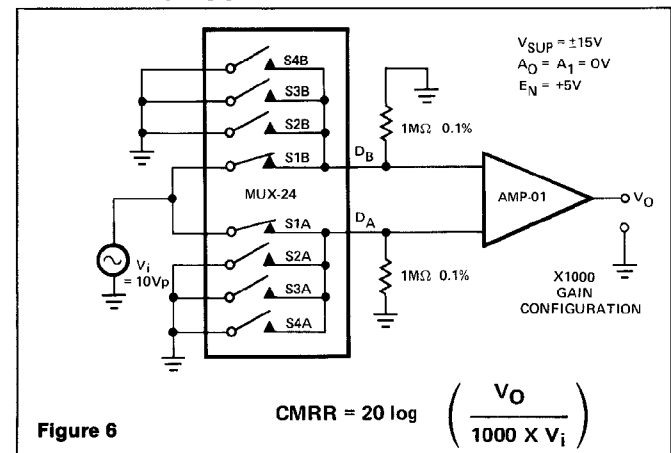 V_SUP = ±15V
A_O = A_1 = 0V
E_N = +5V
S4B
S3B
S2B
S1B
1MΩ 0.1%
D_B
MUX-24
AMP-01
V_O
D_A
S1A
S2A
S3A
S4A
V_i
= 10Vp
1MΩ 0.1%
X1000
GAIN
CONFIGURATION
CMRR = 20 log ( V_O / 1000 X V_i )
Figure 6